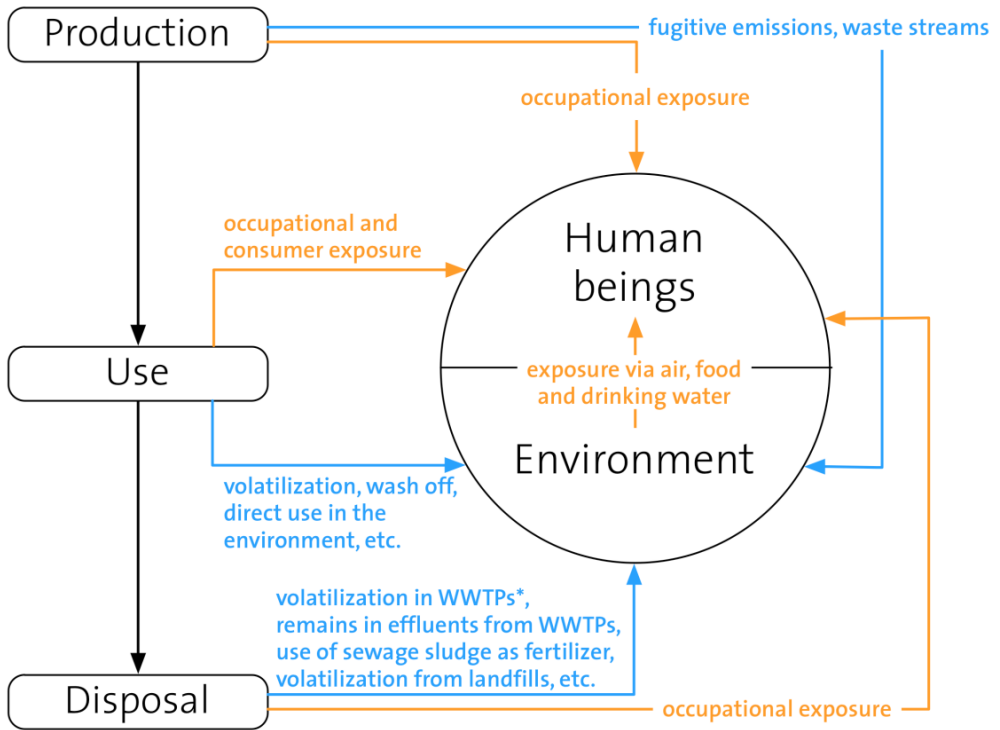 Production
fugitive emissions, waste streams
occupational exposure
occupational and
consumer exposure
Human
beings
Use
exposure via air, food
and drinking water
Environment
volatilization, wash off,
direct use in the
environment, etc.
volatilization in WWTPs*,
remains in effluents from WWTPs,
use of sewage sludge as fertilizer,
volatilization from landfills, etc.
Disposal
occupational exposure